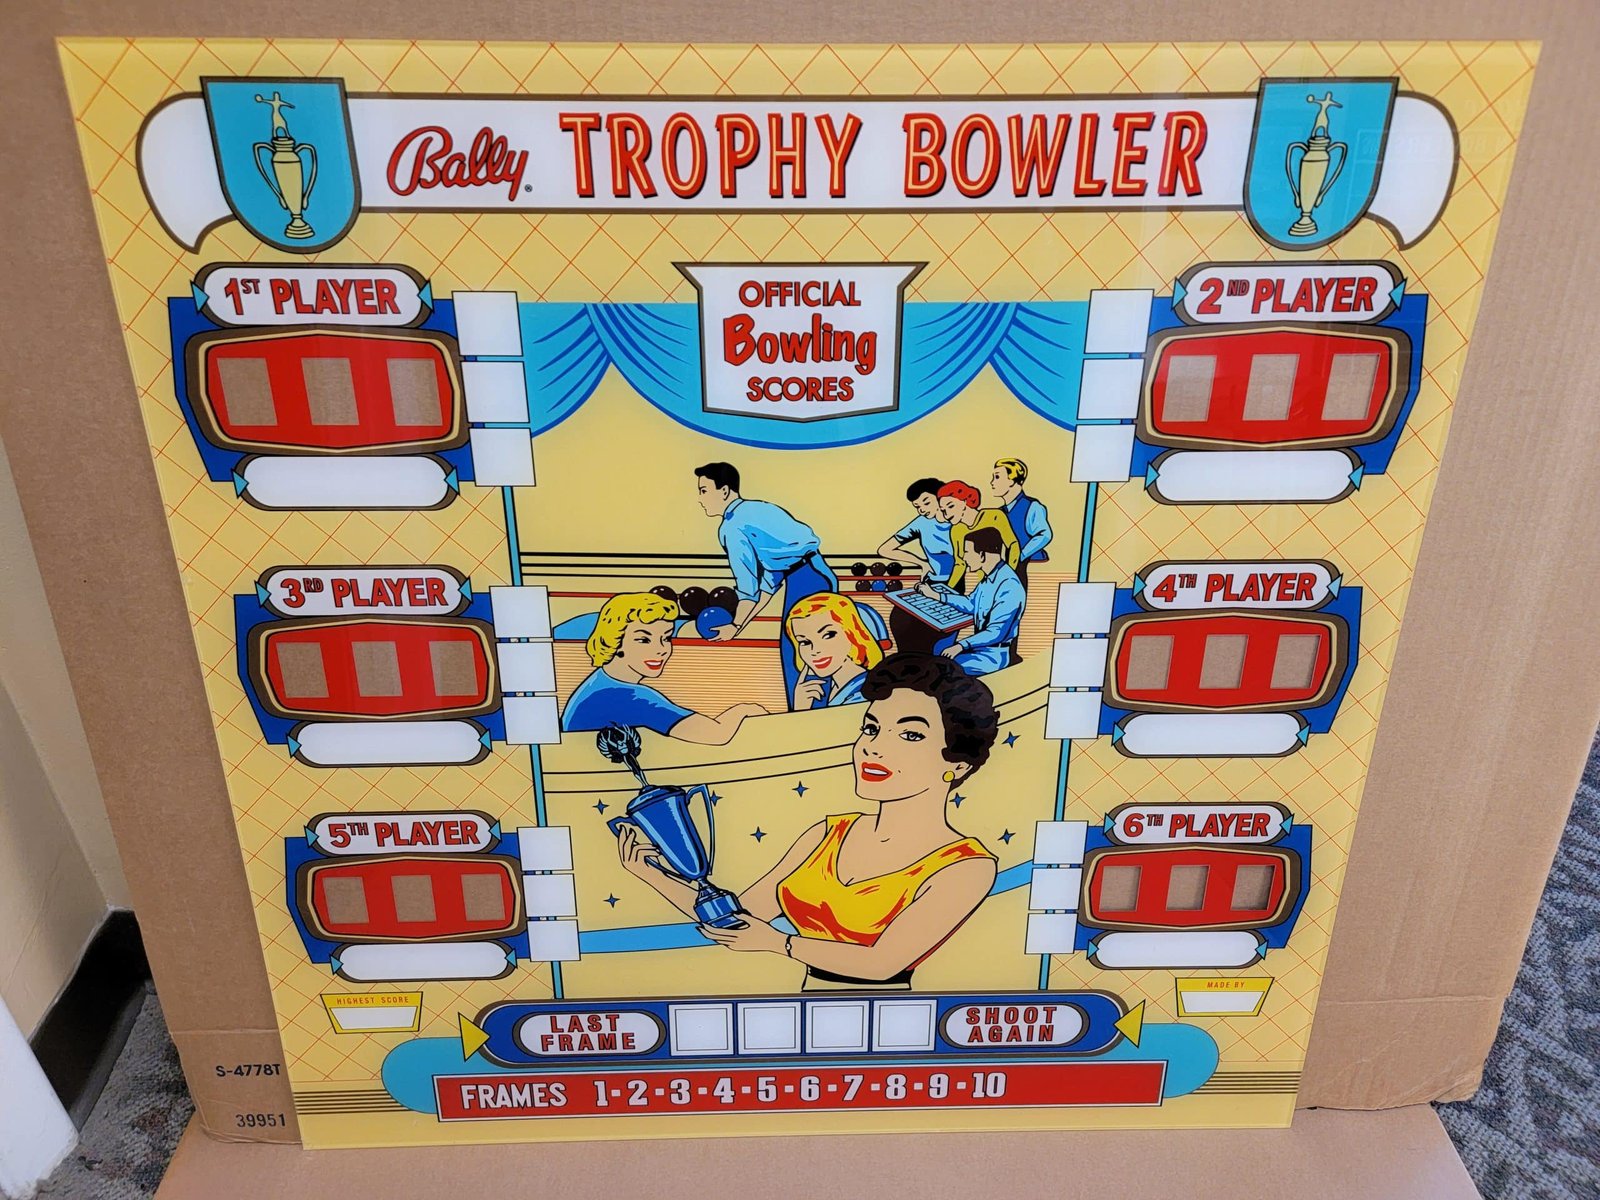 Bally® TROPHY BOWLER
1ST PLAYER
OFFICIAL
Bowling
SCORES
2ND PLAYER
3RD PLAYER
4TH PLAYER
5TH PLAYER
6TH PLAYER
HIGHEST SCORE
MADE BY
LAST
FRAME
SHOOT
AGAIN
FRAMES 1-2-3-4-5-6-7-8-9-10
S-4778T
39951